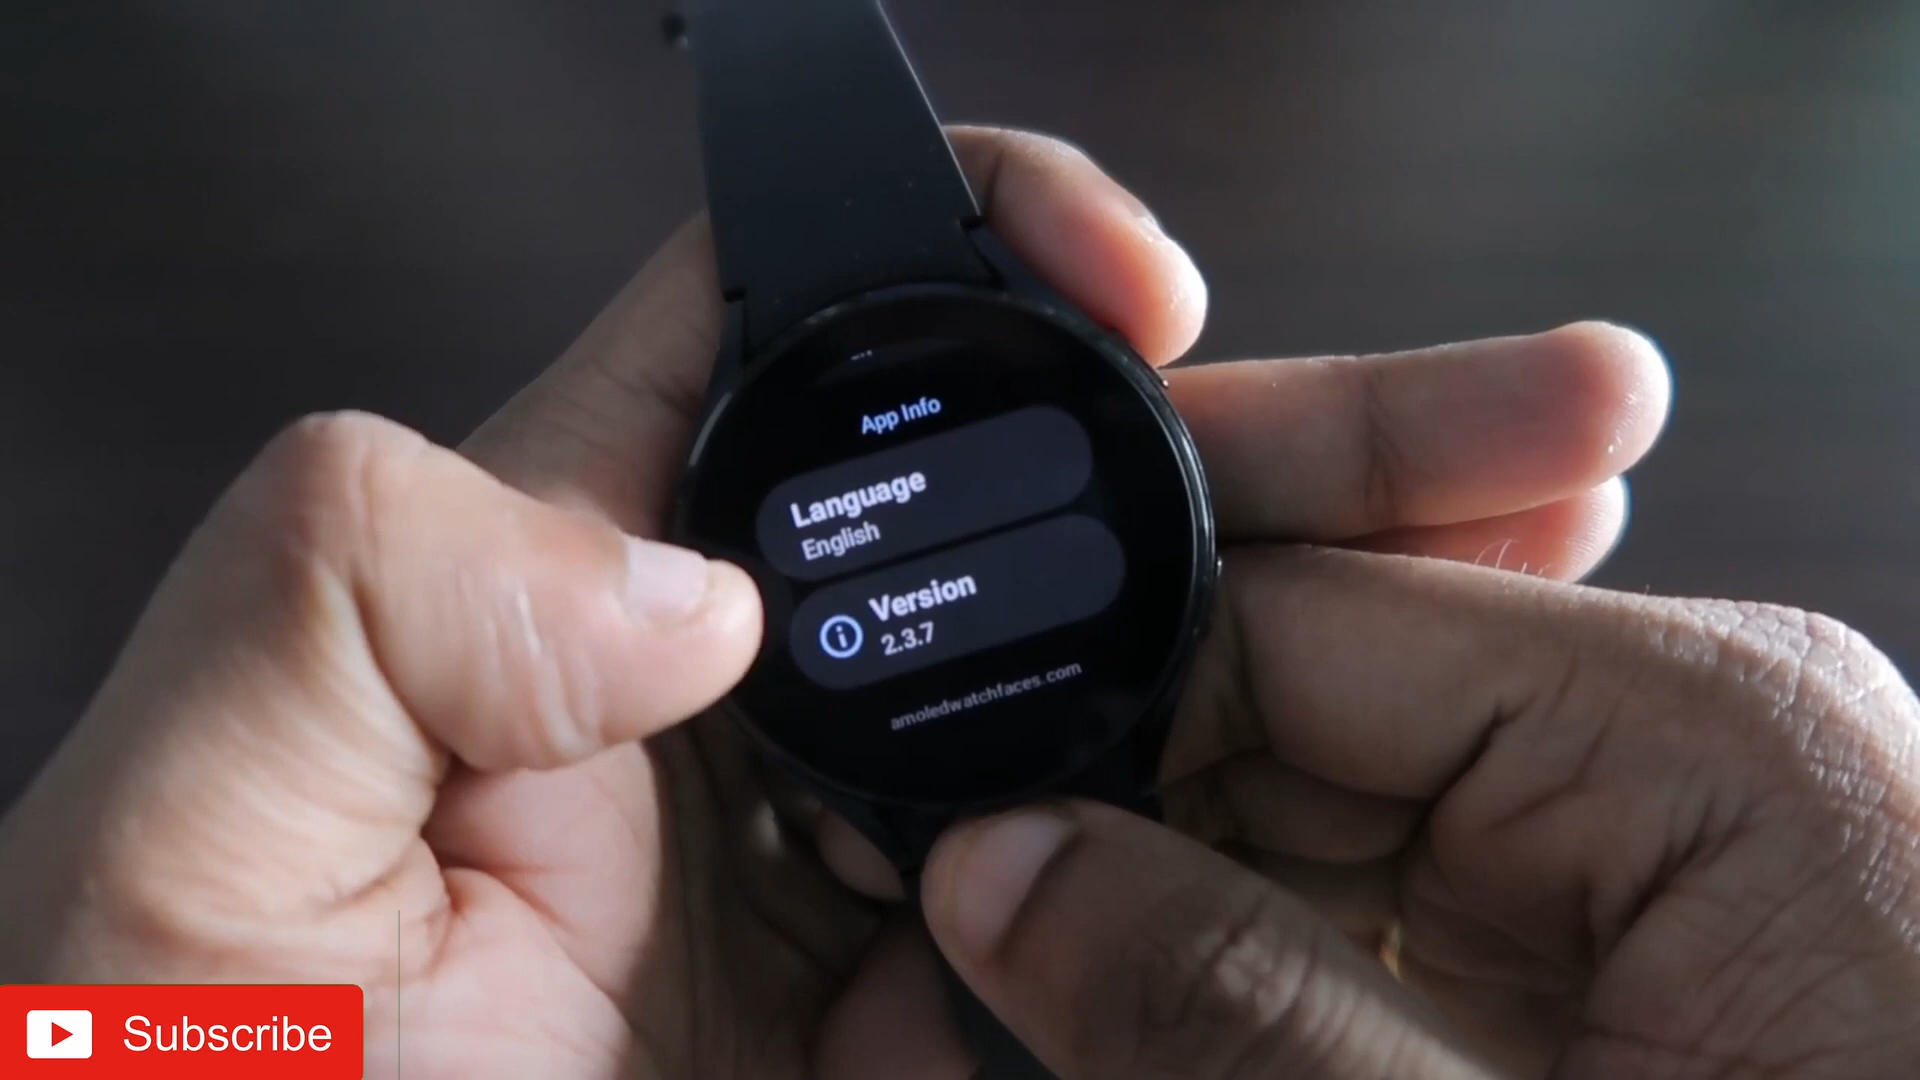 App Info
Language
English
Version
2.3.7
amoledwatchfaces.com
Subscribe